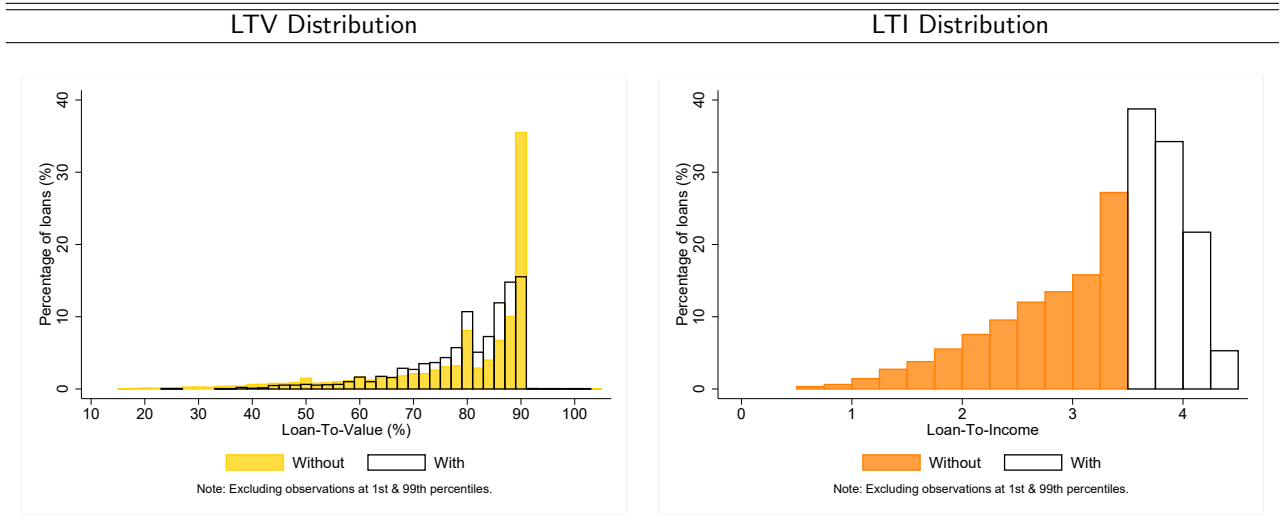 LTV Distribution
LTI Distribution
Percentage of loans (%)
40
30
20
10
0
10 20 30 40 50 60 70 80 90 100
Loan-To-Value (%)
Without With
Note: Excluding observations at 1st & 99th percentiles.
Percentage of loans (%)
40
30
20
10
0
0 1 2 3 4
Loan-To-Income
Without With
Note: Excluding observations at 1st & 99th percentiles.